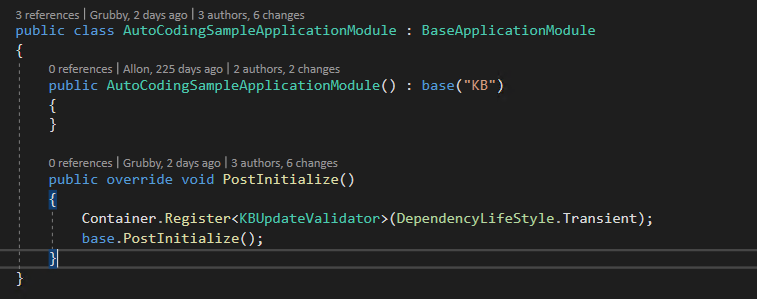 3 references | Grubby, 2 days ago | 3 authors, 6 changes
public class AutoCodingSampleApplicationModule : BaseApplicationModule
{
0 references | Allon, 225 days ago | 2 authors, 2 changes
public AutoCodingSampleApplicationModule() : base("KB")
{
}
0 references | Grubby, 2 days ago | 3 authors, 6 changes
public override void PostInitialize()
{
Container.Register<KBUpdateValidator>(DependencyLifeStyle.Transient);
base.PostInitialize();
}
}